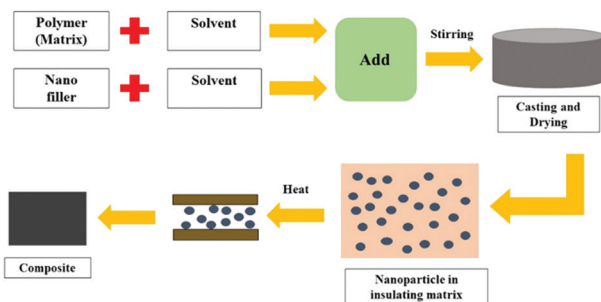 Polymer
(Matrix)
Solvent
Nano
filler
Solvent
Add
Stirring
Casting and
Drying
Nanoparticle in
insulating matrix
Heat
Composite